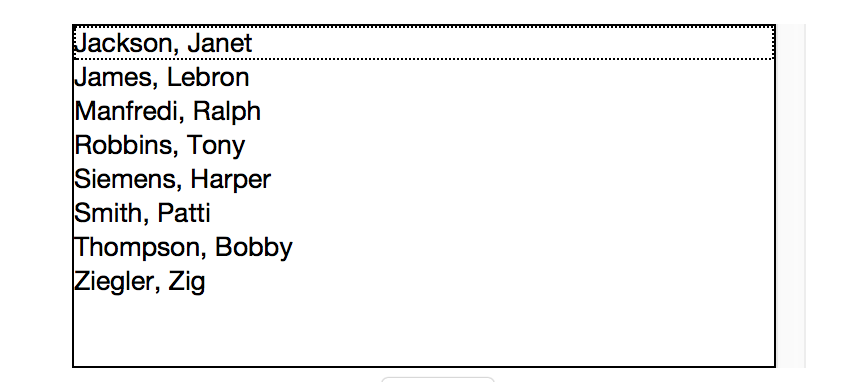 Jackson, Janet
James, Lebron
Manfredi, Ralph
Robbins, Tony
Siemens, Harper
Smith, Patti
Thompson, Bobby
Ziegler, Zig